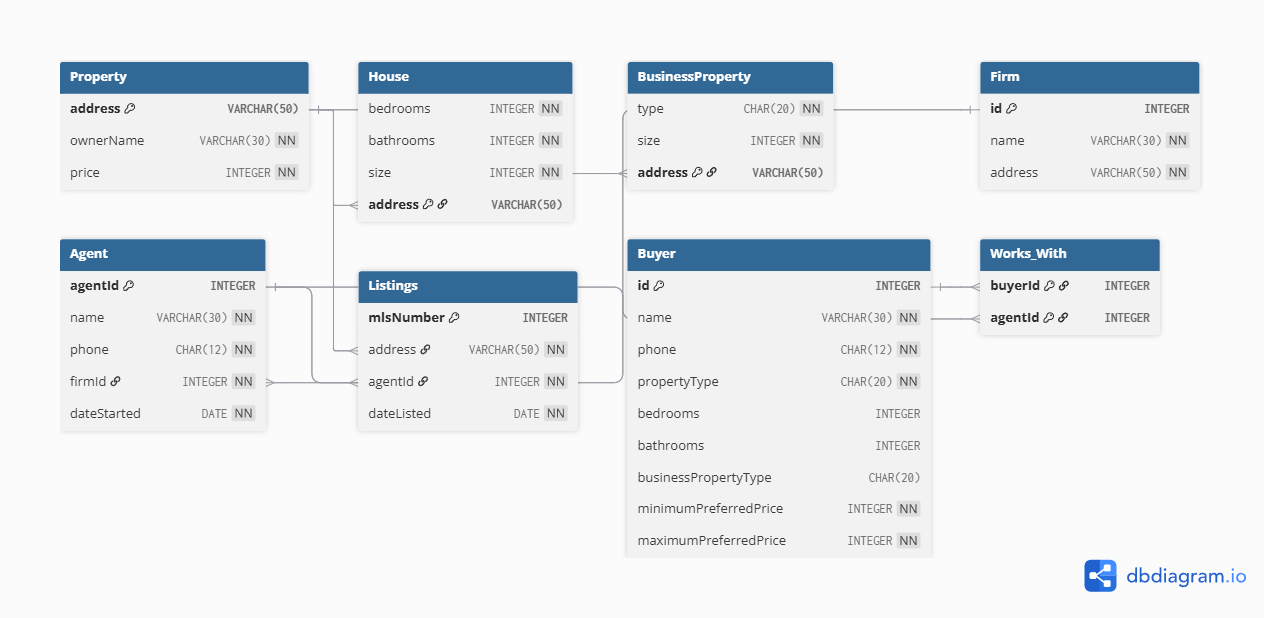 Property
address VARCHAR(50)
ownerName VARCHAR(30) NN
price INTEGER NN
House
bedrooms INTEGER NN
bathrooms INTEGER NN
size INTEGER NN
address VARCHAR(50)
BusinessProperty
type CHAR(20) NN
size INTEGER NN
address VARCHAR(50)
Firm
id INTEGER
name VARCHAR(30) NN
address VARCHAR(50) NN
Agent
agentId INTEGER
name VARCHAR(30) NN
phone CHAR(12) NN
firmId INTEGER NN
dateStarted DATE NN
Listings
mlsNumber INTEGER
address VARCHAR(50) NN
agentId INTEGER NN
dateListed DATE NN
Buyer
id INTEGER
name VARCHAR(30) NN
phone CHAR(12) NN
propertyType CHAR(20) NN
bedrooms INTEGER
bathrooms INTEGER
businessPropertyType CHAR(20)
minimumPreferredPrice INTEGER NN
maximumPreferredPrice INTEGER NN
Works_With
buyerId INTEGER
agentId INTEGER
dbdiagram.io